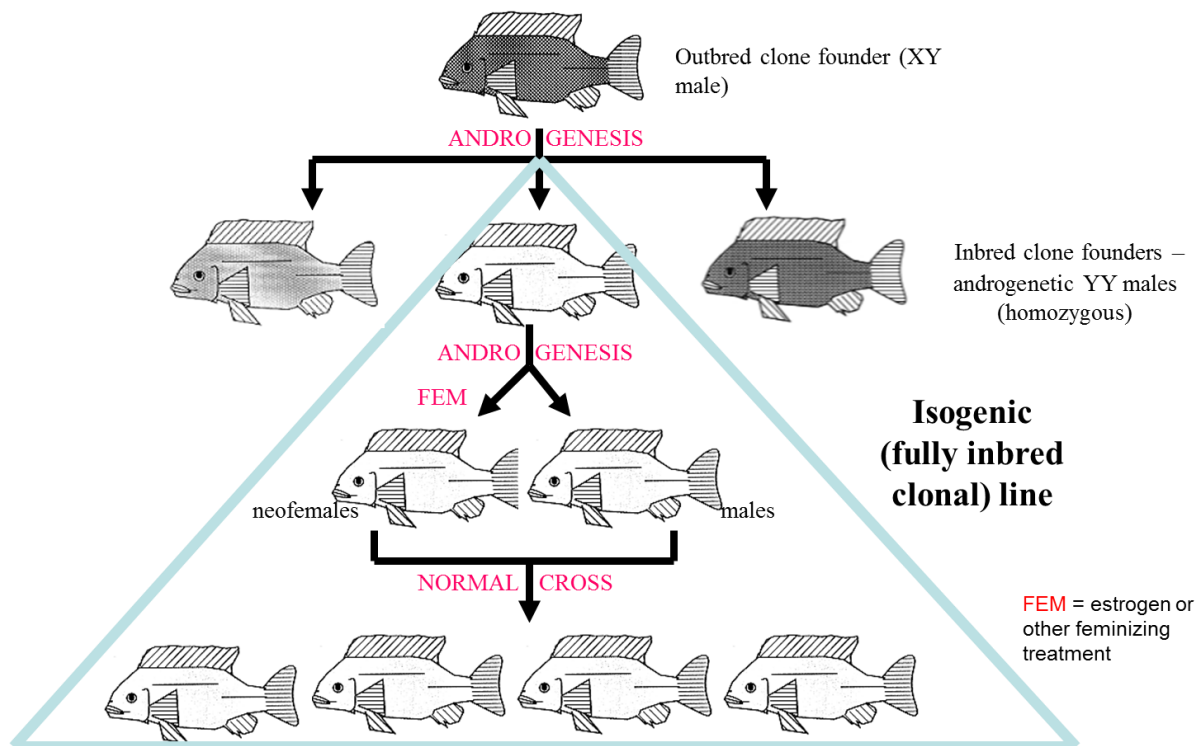 Outbred clone founder (XY
male)
ANDRO GENESIS
Inbred clone founders –
androgenetic YY males
(homozygous)
ANDRO GENESIS
FEM
Isogenic
(fully inbred
clonal) line
neofemales
males
NORMAL CROSS
FEM = estrogen or
other feminizing
treatment